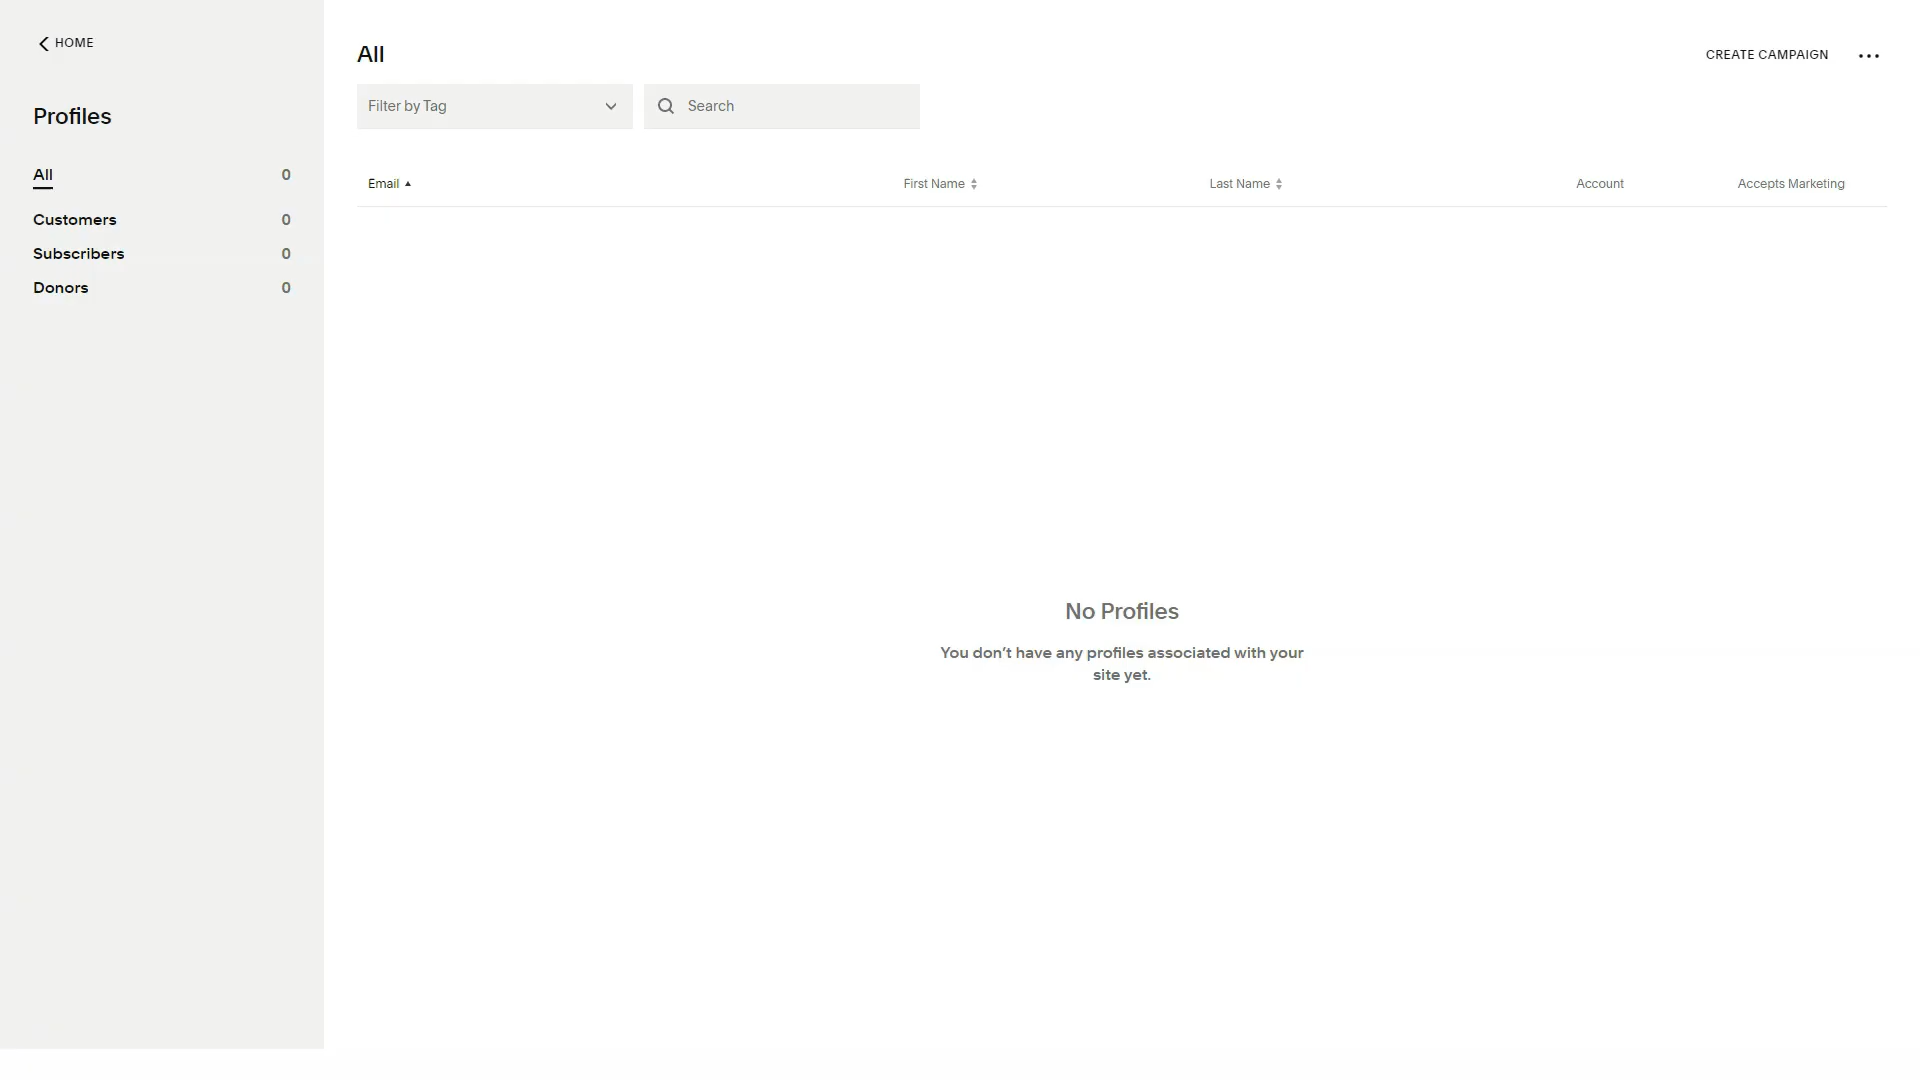 HOME
Profiles
All 0
Customers 0
Subscribers 0
Donors 0
All
CREATE CAMPAIGN
Filter by Tag
Search
Email First Name Last Name Account Accepts Marketing
No Profiles
You don’t have any profiles associated with your
site yet.